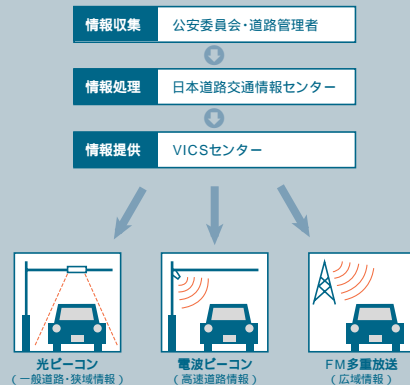 情報収集 公安委員会・道路管理者
情報処理 日本道路交通情報センター
情報提供 VICSセンター
光ビーコン 電波ビーコン FM多重放送
（一般道路・狭域情報） （高速道路情報） （広域情報）